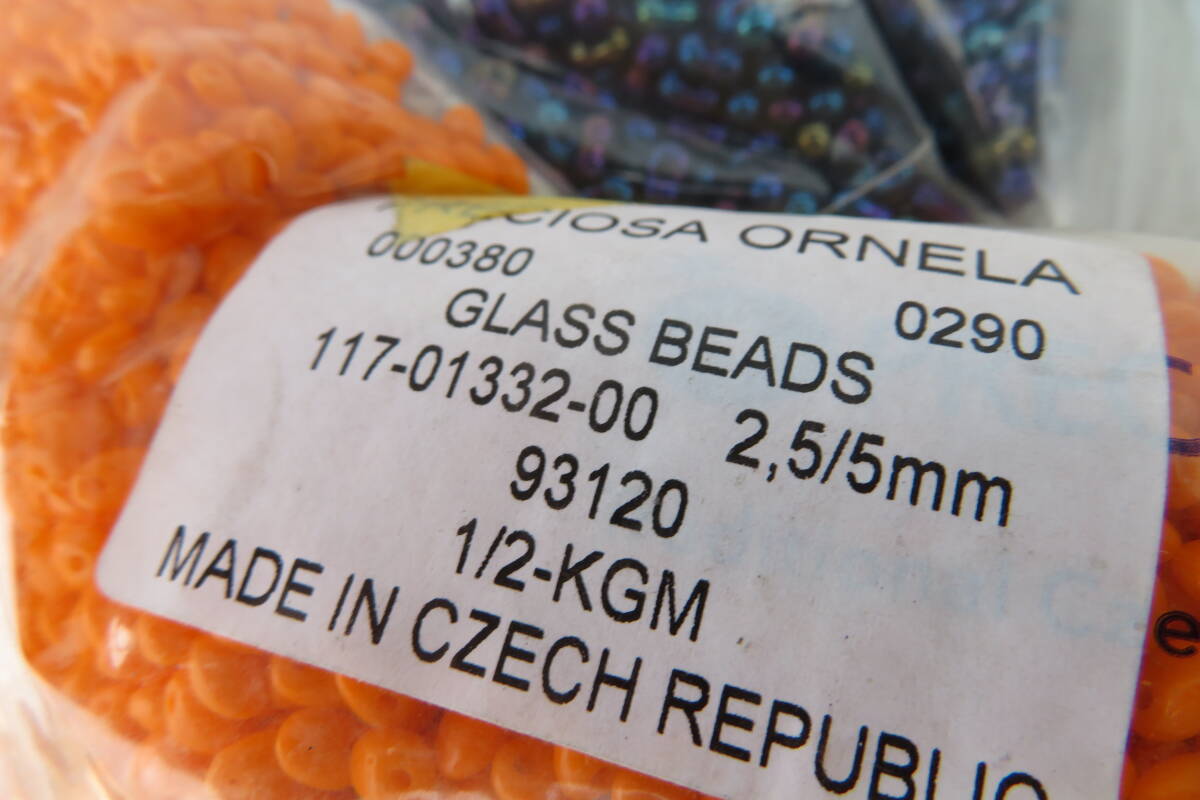 PRECIOSA ORNELA
000380 0290
GLASS BEADS
117-01332-00 2,5/5mm
93120
1/2-KGM
MADE IN CZECH REPUBLIC